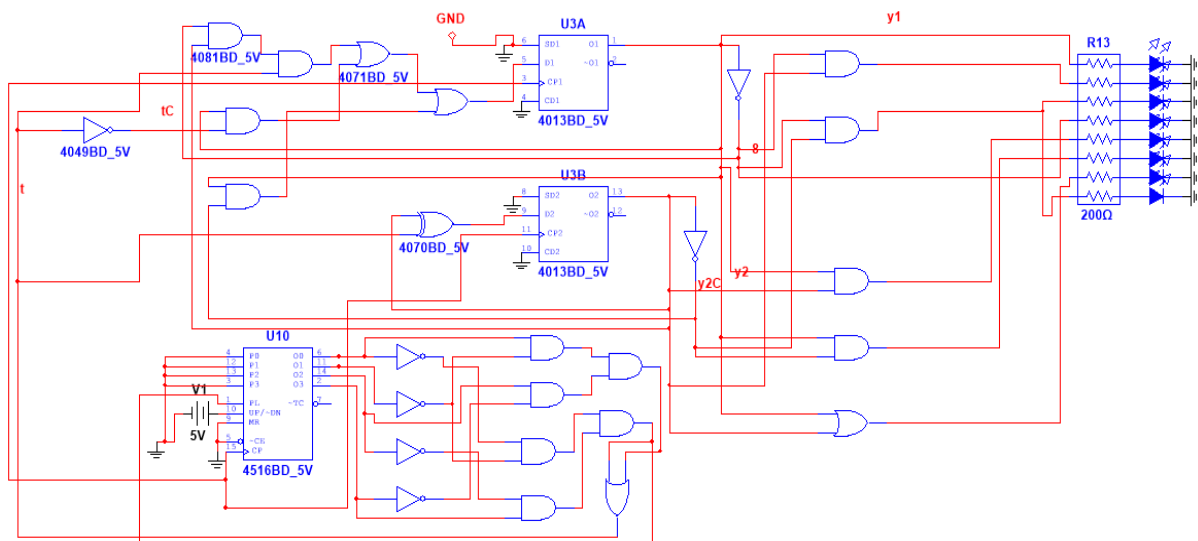 GND
U3A
y1
4081BD_5V
4071BD_5V
6 SD1 O1 1
5 D1 ~O1 2
3 CP1
4 CD1
4013BD_5V
R13
200Ω
tC
4049BD_5V
8
t
U3B
8 SD2 O2 13
9 D2 ~O2 12
11 CP2
10 CD2
4013BD_5V
4070BD_5V
y2C
y2
U10
4 P0 O0 6
12 P1 O1 11
13 P2 O2 14
3 P3 O3 2
1 PL ~TC 7
10 UP/~DN
9 MR
5 ~CE
15 CP
4516BD_5V
V1
5V